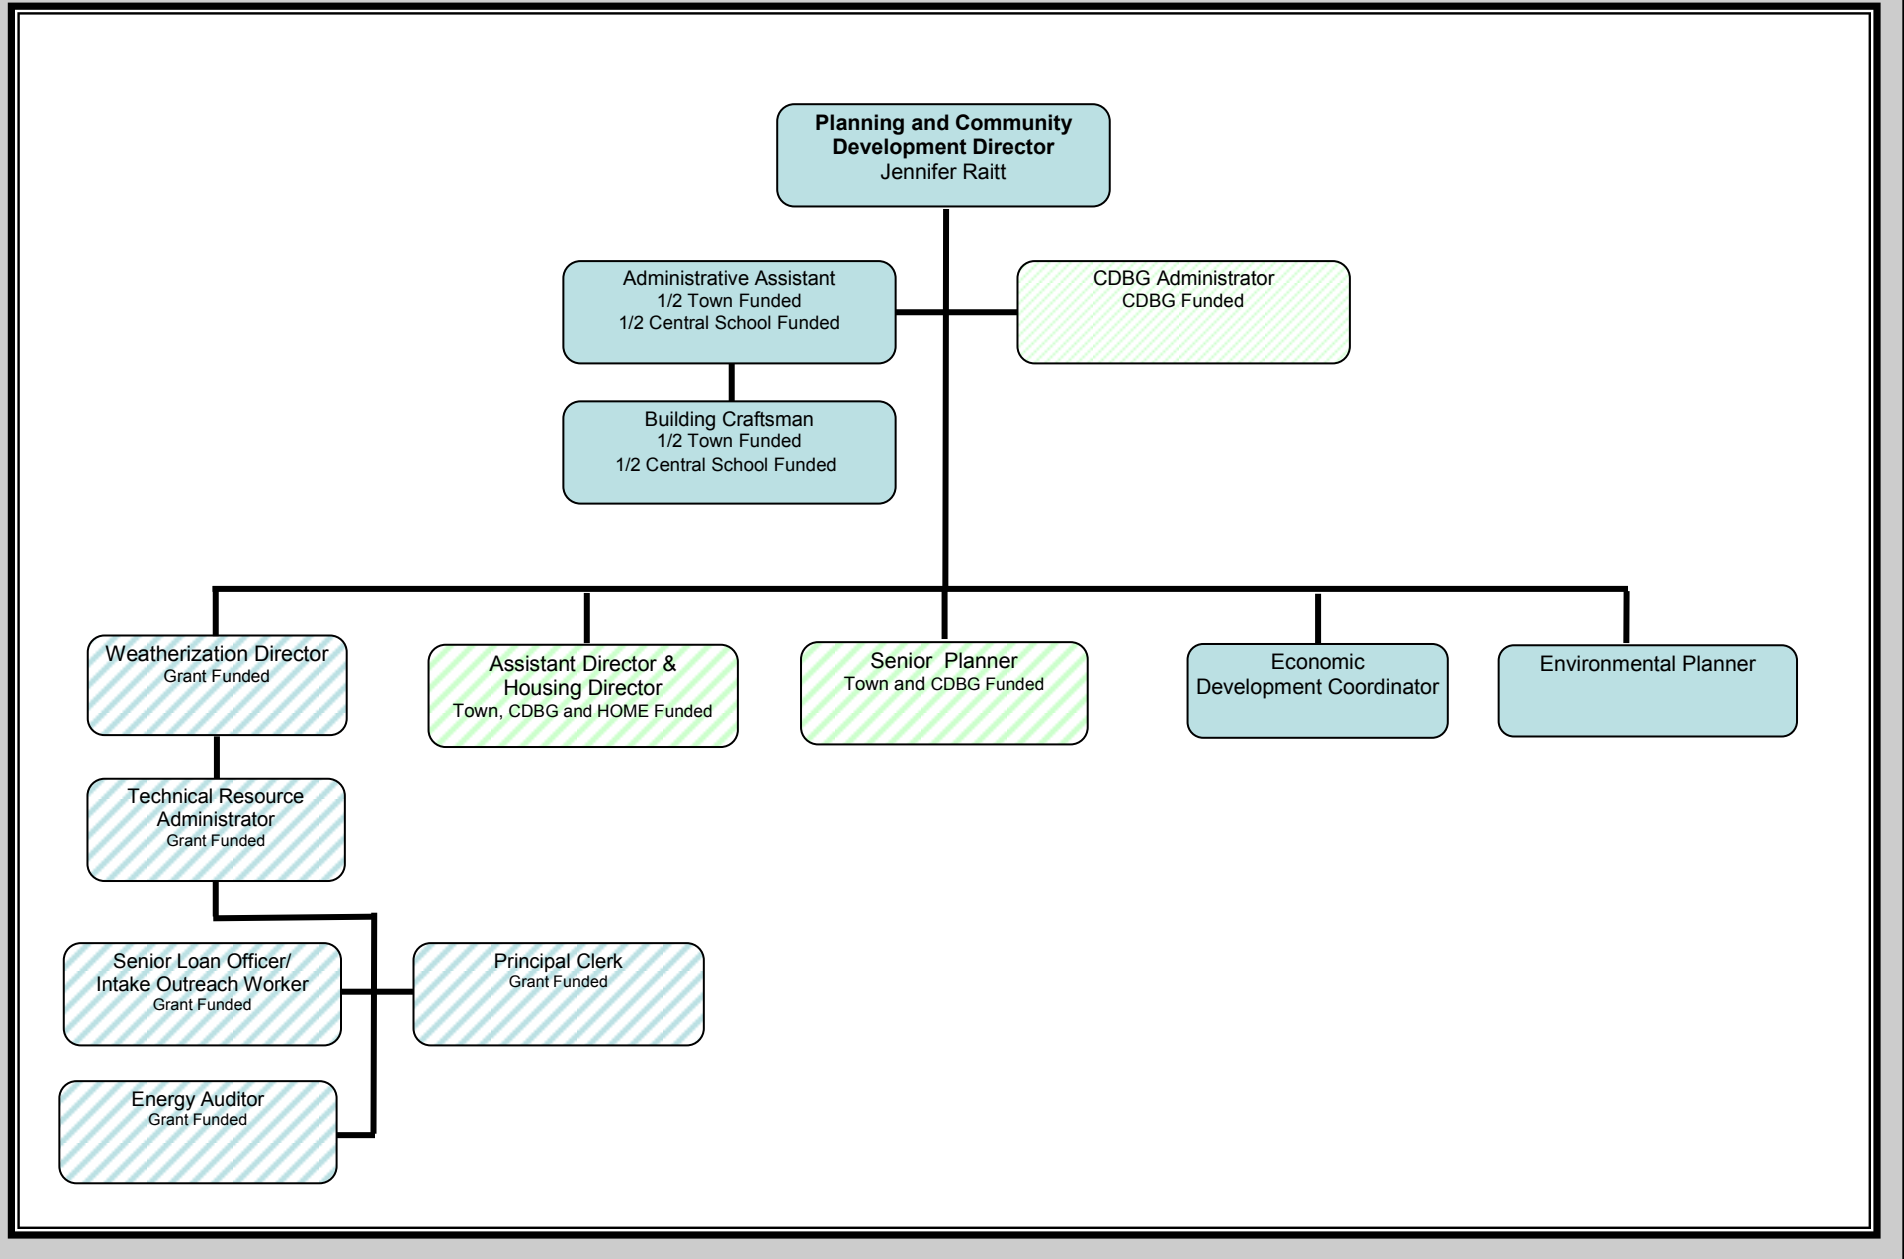 Planning and Community
Development Director
Jennifer Raitt
Administrative Assistant
1/2 Town Funded
1/2 Central School Funded
CDBG Administrator
CDBG Funded
Building Craftsman
1/2 Town Funded
1/2 Central School Funded
Weatherization Director
Grant Funded
Assistant Director &
Housing Director
Town, CDBG and HOME Funded
Senior Planner
Town and CDBG Funded
Economic
Development Coordinator
Environmental Planner
Technical Resource
Administrator
Grant Funded
Senior Loan Officer/
Intake Outreach Worker
Grant Funded
Principal Clerk
Grant Funded
Energy Auditor
Grant Funded